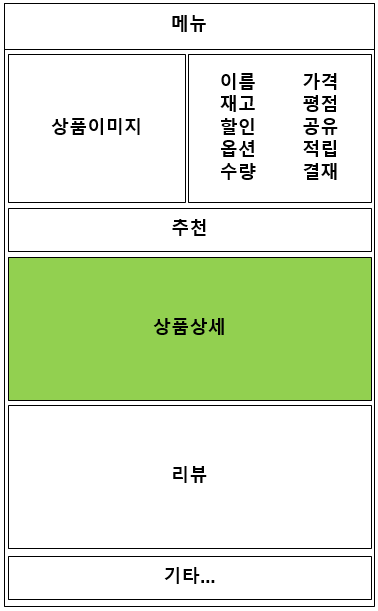 메뉴
상품이미지
이름 가격
재고 평점
할인 공유
옵션 적립
수량 결재
추천
상품상세
리뷰
기타...